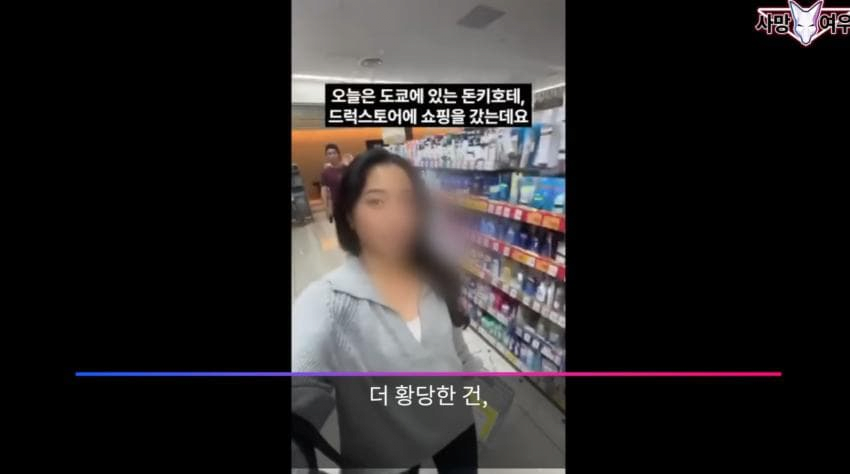 사망여우
오늘은 도쿄에 있는 돈키호테,
드럭스토어에 쇼핑을 갔는데요
더 황당한 건,